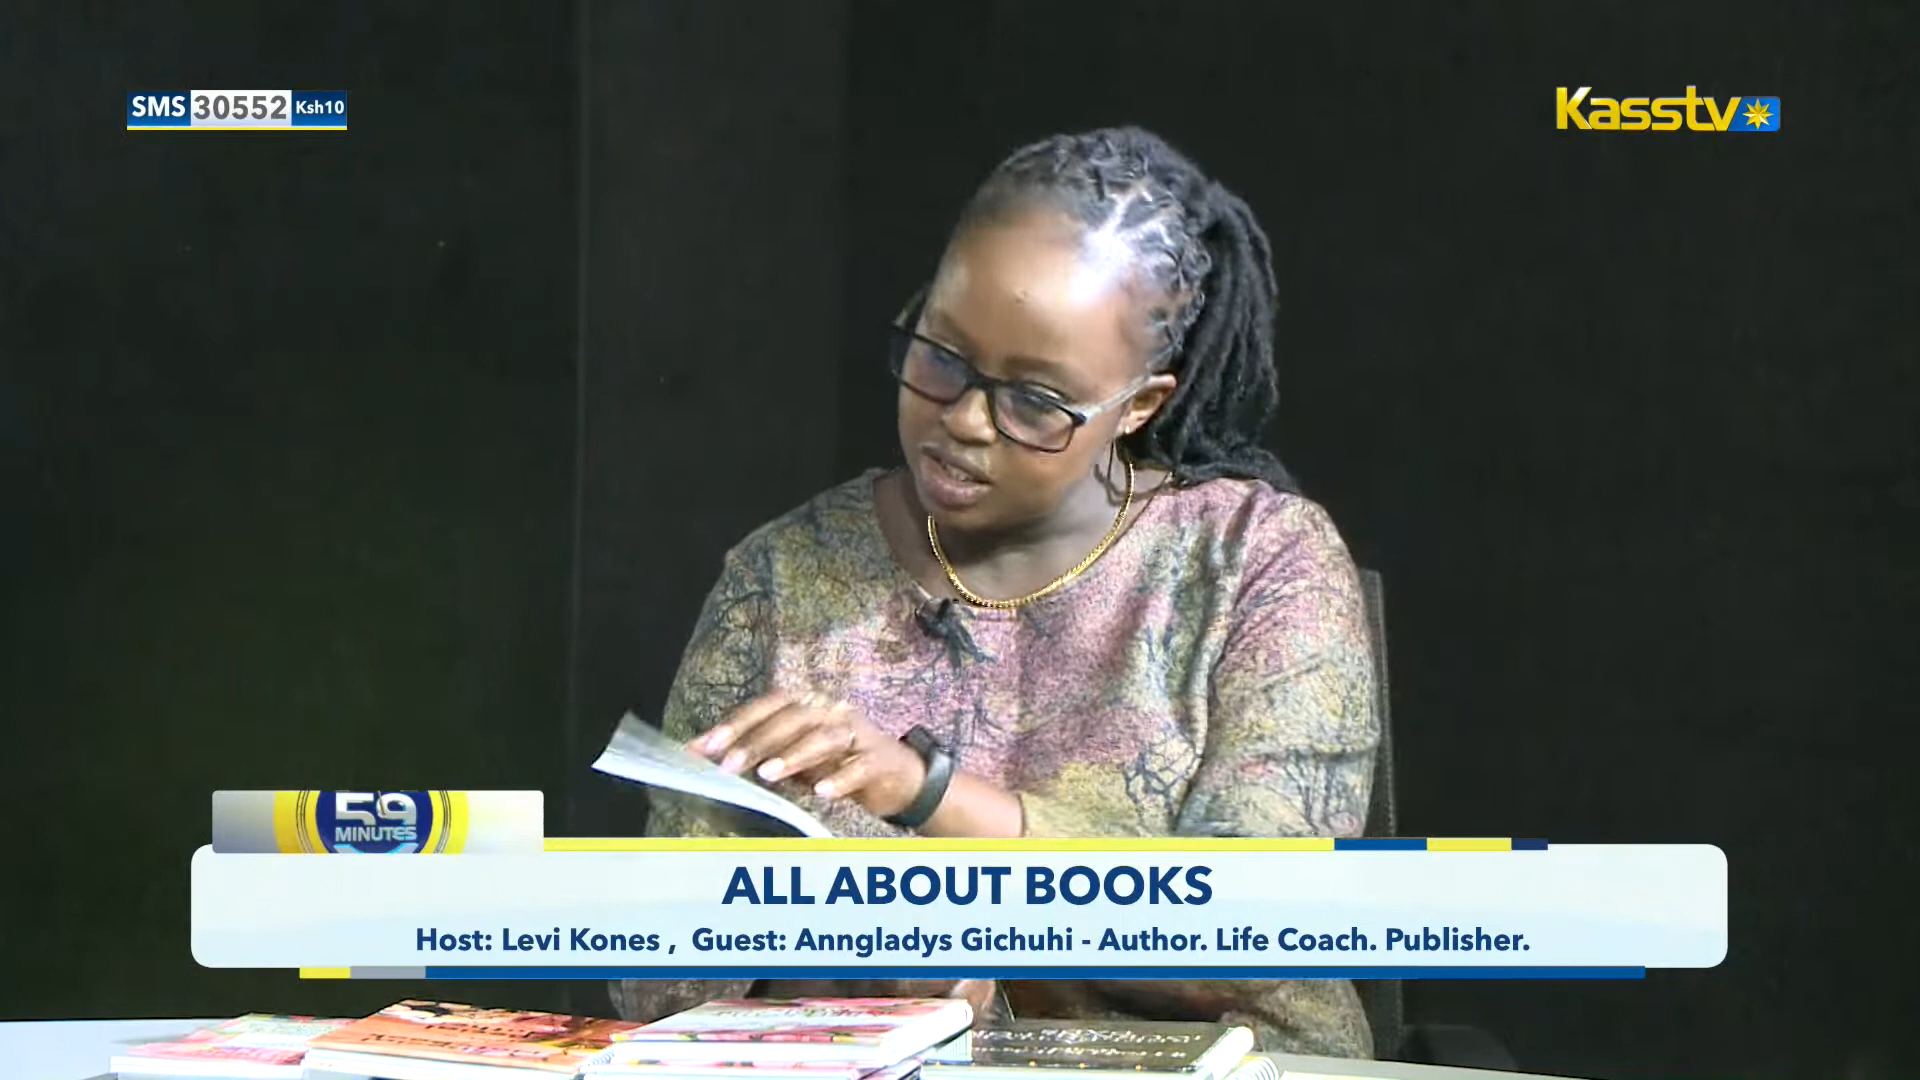 SMS 30552 Ksh10
Kasstv
59
MINUTES
ALL ABOUT BOOKS
Host: Levi Kones , Guest: Anngladys Gichuhi - Author. Life Coach. Publisher.